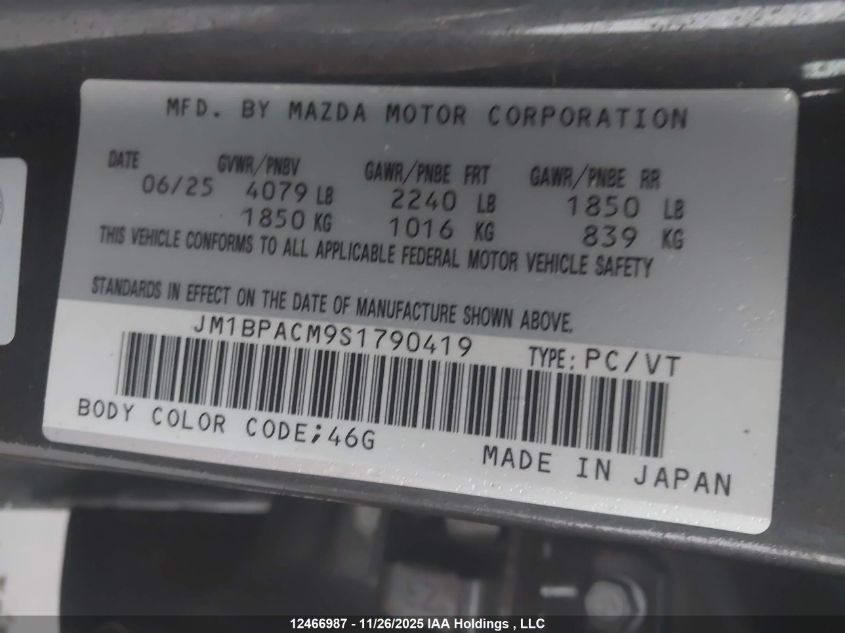 MFD. BY MAZDA MOTOR CORPORATION
DATE GVWR/PNBV GAWR/PNBE FRT GAWR/PNBE RR
06/25 4079 LB 2240 LB 1850 LB
1850 KG 1016 KG 839 KG
THIS VEHICLE CONFORMS TO ALL APPLICABLE FEDERAL MOTOR VEHICLE SAFETY
STANDARDS IN EFFECT ON THE DATE OF MANUFACTURE SHOWN ABOVE.
JM1BPACM9S1790419 TYPE: PC/VT
BODY COLOR CODE;46G
MADE IN JAPAN
12466987 - 11/26/2025 IAA Holdings , LLC